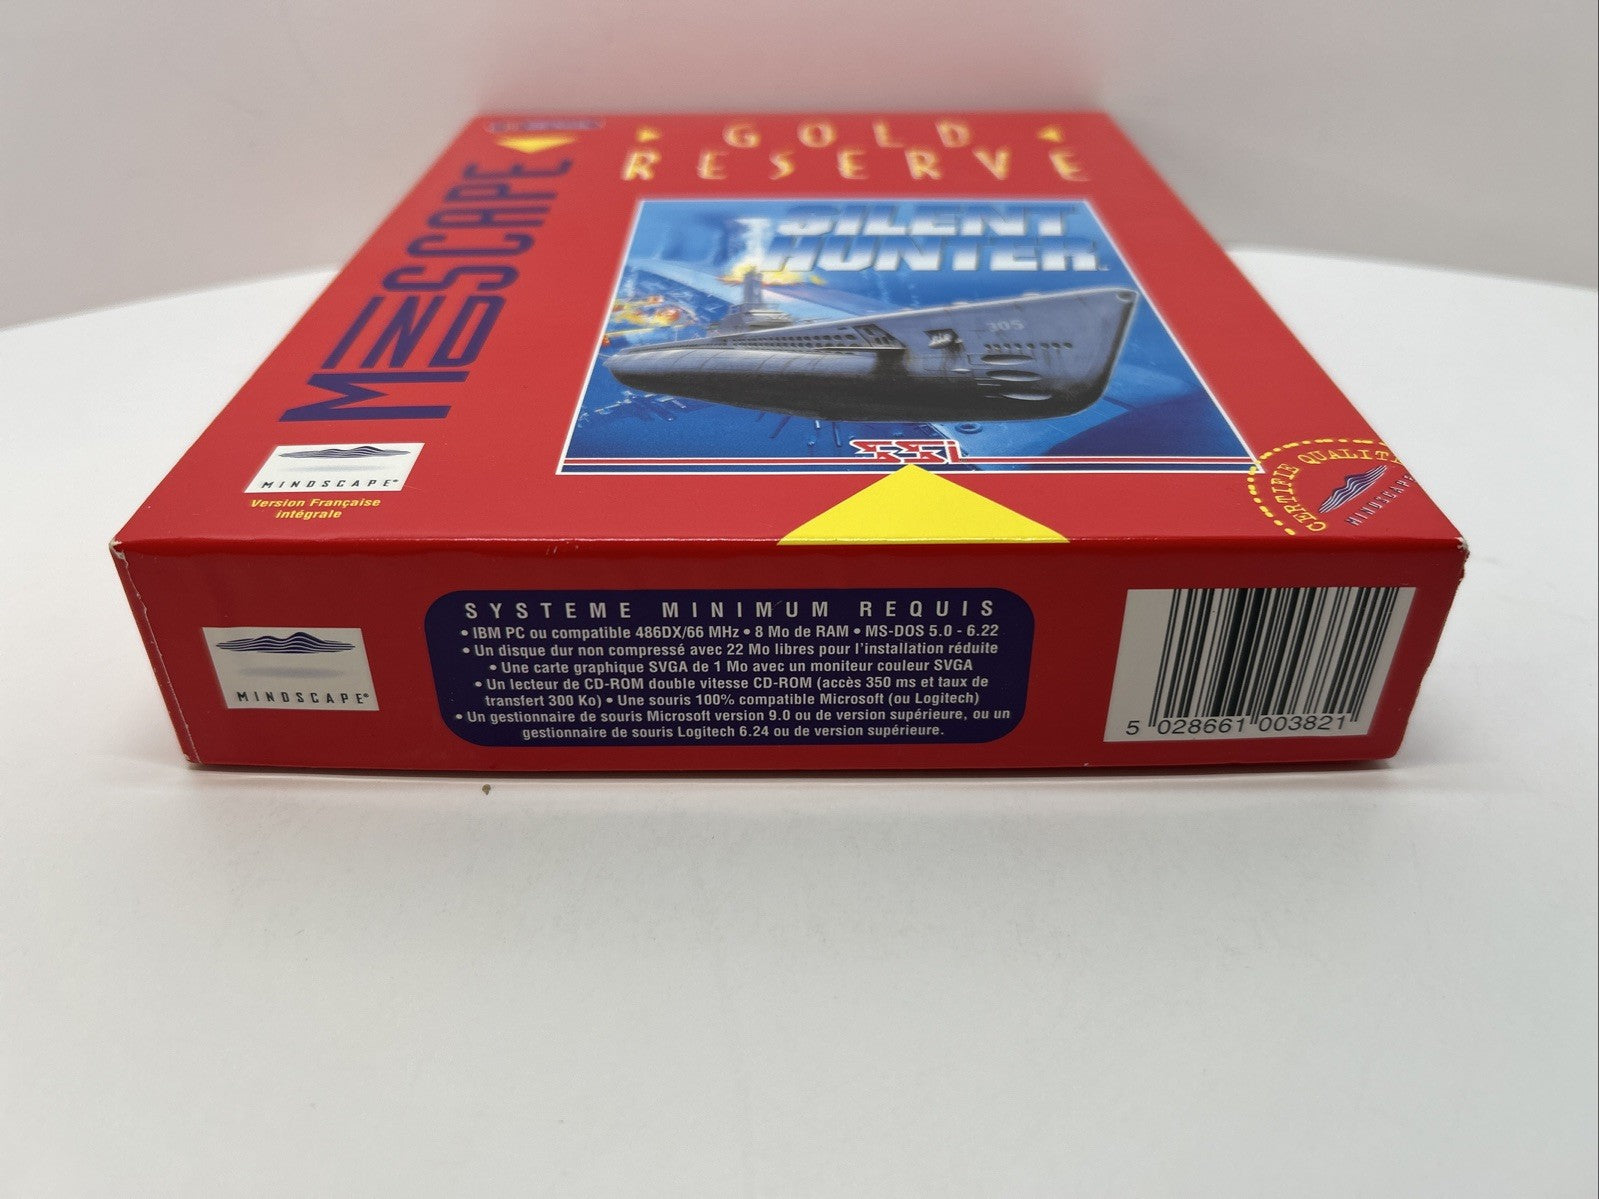 GOLD
RESERVE
MINDSCAPE
SILENT
HUNTER
305
SSI
MINDSCAPE®
Version Française
intégrale
CERTIFIE QUALITE
MINDSCAPE
MINDSCAPE®
SYSTEME MINIMUM REQUIS
• IBM PC ou compatible 486DX/66 MHz • 8 Mo de RAM • MS-DOS 5.0 - 6.22
• Un disque dur non compressé avec 22 Mo libres pour l'installation réduite
• Une carte graphique SVGA de 1 Mo avec un moniteur couleur SVGA
• Un lecteur de CD-ROM double vitesse CD-ROM (accès 350 ms et taux de
transfert 300 Ko) • Une souris 100% compatible Microsoft (ou Logitech)
• Un gestionnaire de souris Microsoft version 9.0 ou de version supérieure, ou un
gestionnaire de souris Logitech 6.24 ou de version supérieure.
5 028661 003821